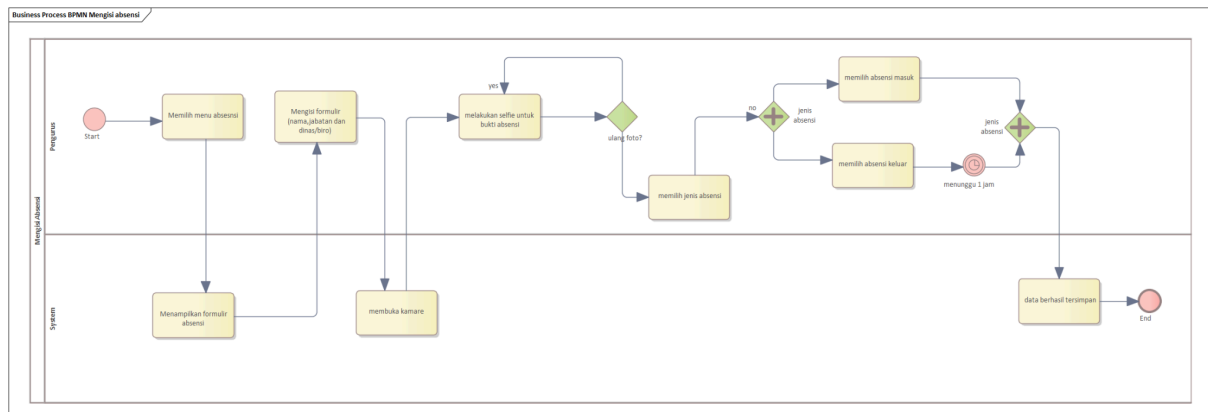 Business Process BPMN Mengisi absensi
Mengisi Absensi
Pengurus
Start
Memilih menu absesnsi
Mengisi formulir
(nama,jabatan dan
dinas/biro)
yes
melakukan selfie untuk
bukti absensi
ulang foto?
memilih jenis absensi
no
jenis
absensi
memilih absensi masuk
memilih absensi keluar
menunggu 1 jam
jenis
absensi
System
Menampilkan formulir
absensi
membuka kamare
data berhasil tersimpan
End